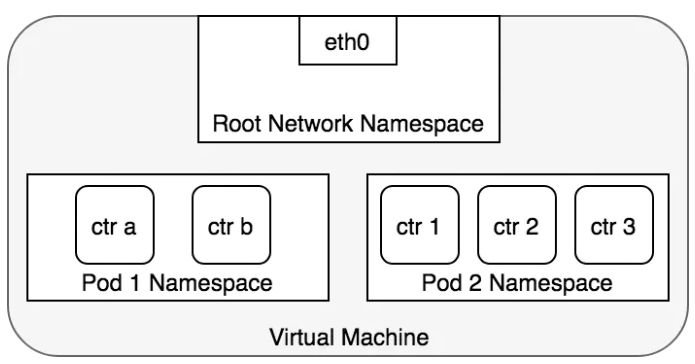 eth0
Root Network Namespace
ctr a
ctr b
Pod 1 Namespace
ctr 1
ctr 2
ctr 3
Pod 2 Namespace
Virtual Machine